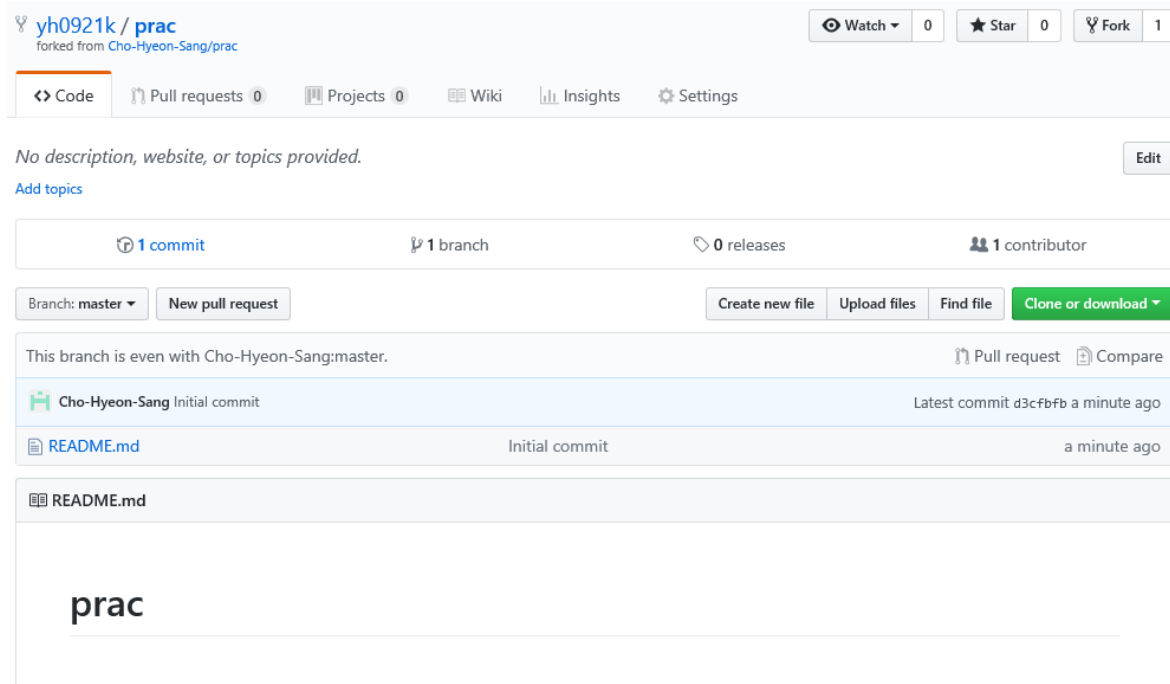 yh0921k / prac Watch 0 Star 0 Fork 1
forked from Cho-Hyeon-Sang/prac
Code Pull requests 0 Projects 0 Wiki Insights Settings
No description, website, or topics provided. Edit
Add topics
1 commit 1 branch 0 releases 1 contributor
Branch: master New pull request Create new file Upload files Find file Clone or download
This branch is even with Cho-Hyeon-Sang:master. Pull request Compare
Cho-Hyeon-Sang Initial commit Latest commit d3cfbfb a minute ago
README.md Initial commit a minute ago
README.md
prac